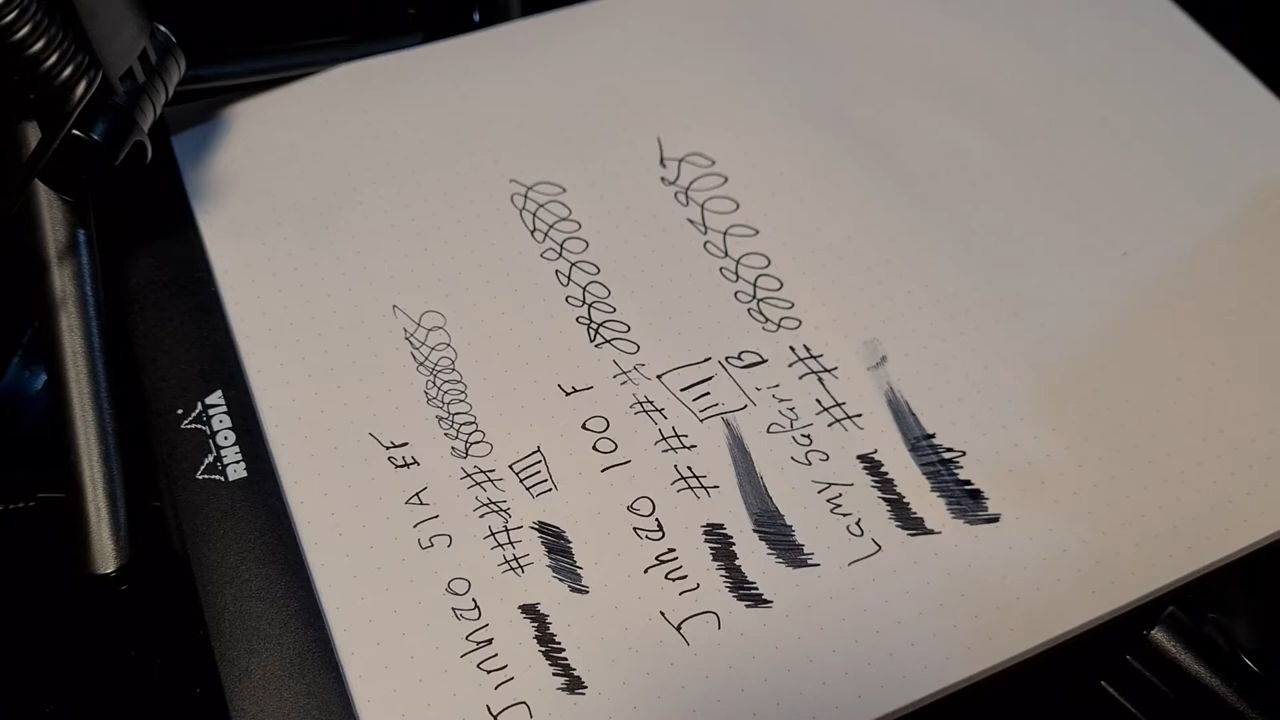 Jinhao 51A EF
####
Jinhao 100 F
####
Lamy Safari B
##
RHODIA